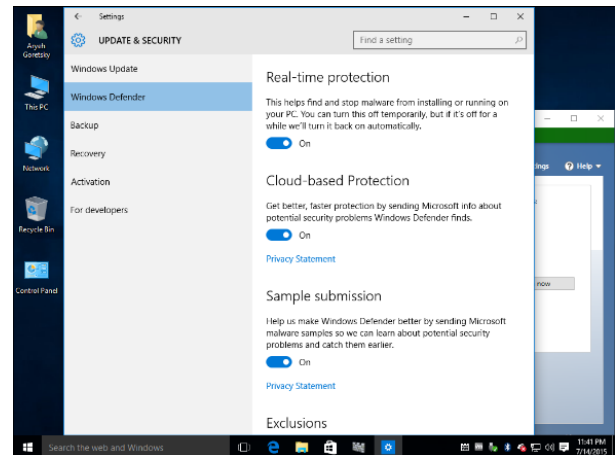 Aryeh
Goretsky
This PC
Network
Recycle Bin
Control Panel
Settings
UPDATE & SECURITY
Find a setting
Windows Update
Windows Defender
Backup
Recovery
Activation
For developers
Real-time protection
This helps find and stop malware from installing or running on
your PC. You can turn this off temporarily, but if it's off for a
while we'll turn it back on automatically.
On
Cloud-based Protection
Get better, faster protection by sending Microsoft info about
potential security problems Windows Defender finds.
On
Privacy Statement
Sample submission
Help us make Windows Defender better by sending Microsoft
malware samples so we can learn about potential security
problems and catch them earlier.
On
Privacy Statement
Exclusions
Help
now
Search the web and Windows
11:41 PM
7/14/2015